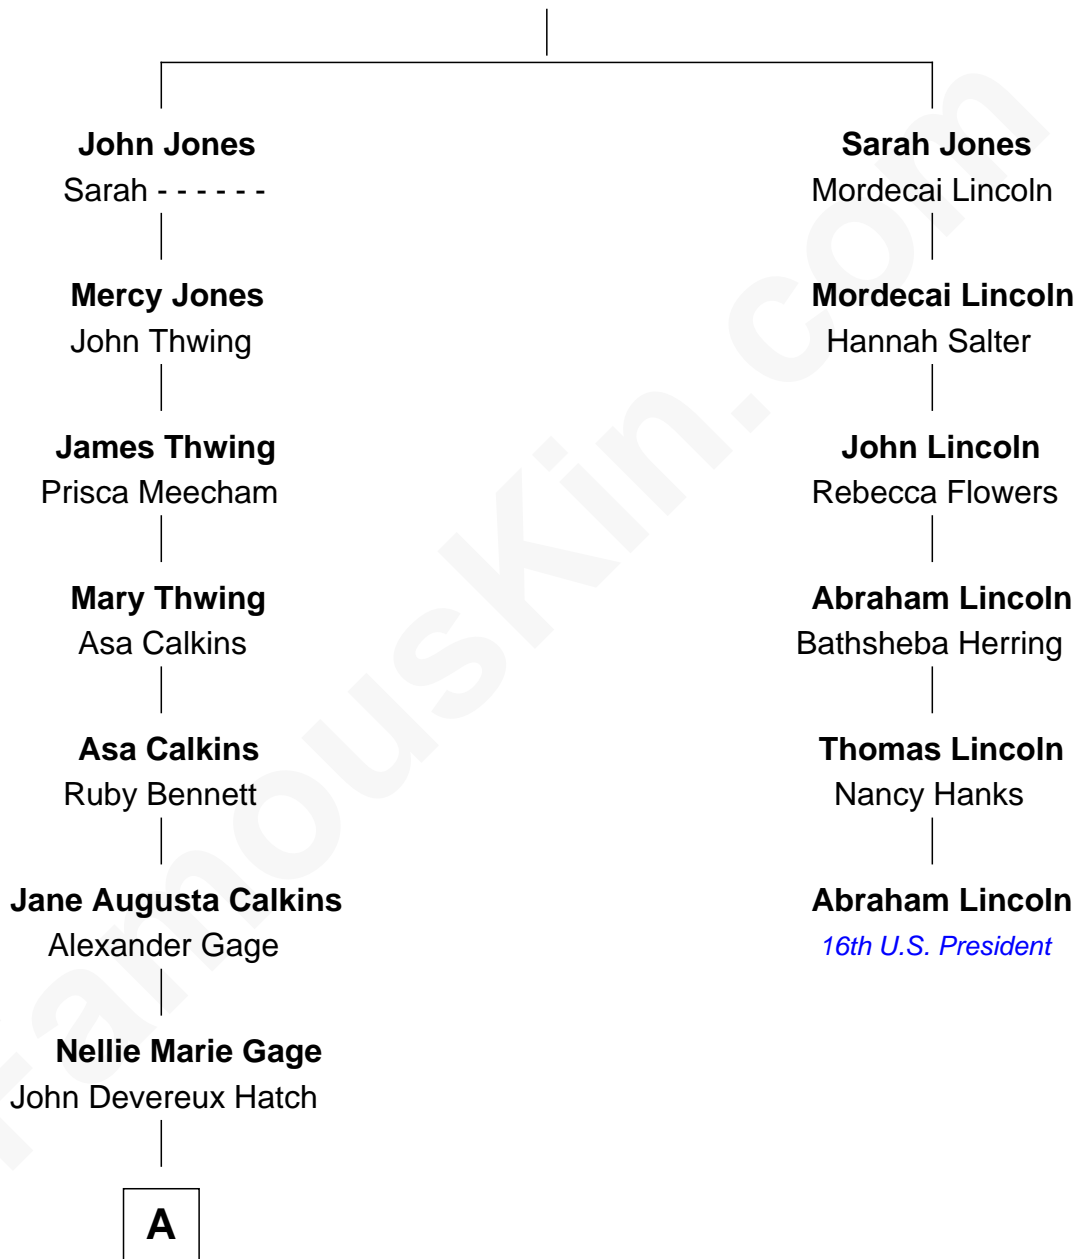 John Jones
Sarah - - - - - -
Mercy Jones
John Thwing
James Thwing
Prisca Meecham
Mary Thwing
Asa Calkins
Asa Calkins
Ruby Bennett
Jane Augusta Calkins
Alexander Gage
Nellie Marie Gage
John Devereux Hatch
A
Sarah Jones
Mordecai Lincoln
Mordecai Lincoln
Hannah Salter
John Lincoln
Rebecca Flowers
Abraham Lincoln
Bathsheba Herring
Thomas Lincoln
Nancy Hanks
Abraham Lincoln
16th U.S. President
FamousKin.com